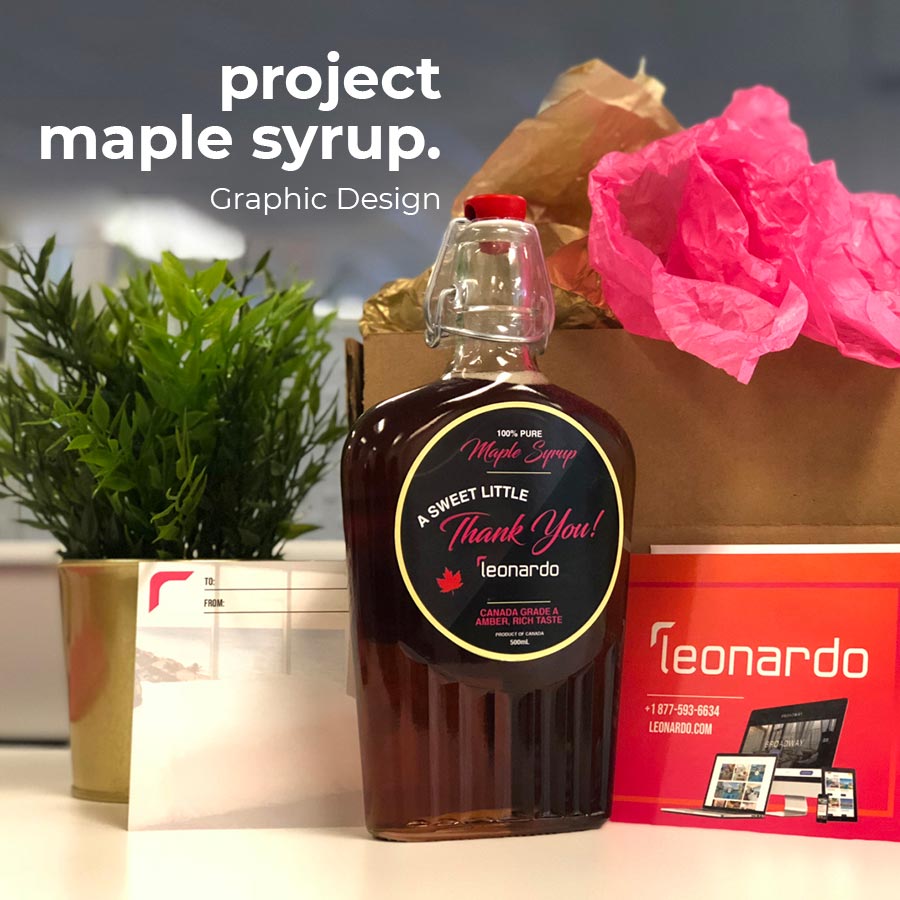 project
maple syrup.
Graphic Design
100% PURE
Maple Syrup
A SWEET LITTLE
Thank You!
leonardo
CANADA GRADE A
AMBER, RICH TASTE
PRODUCT OF CANADA
500mL
TO:
FROM:
leonardo
+1 877-593-6634
LEONARDO.COM
BROADWAY